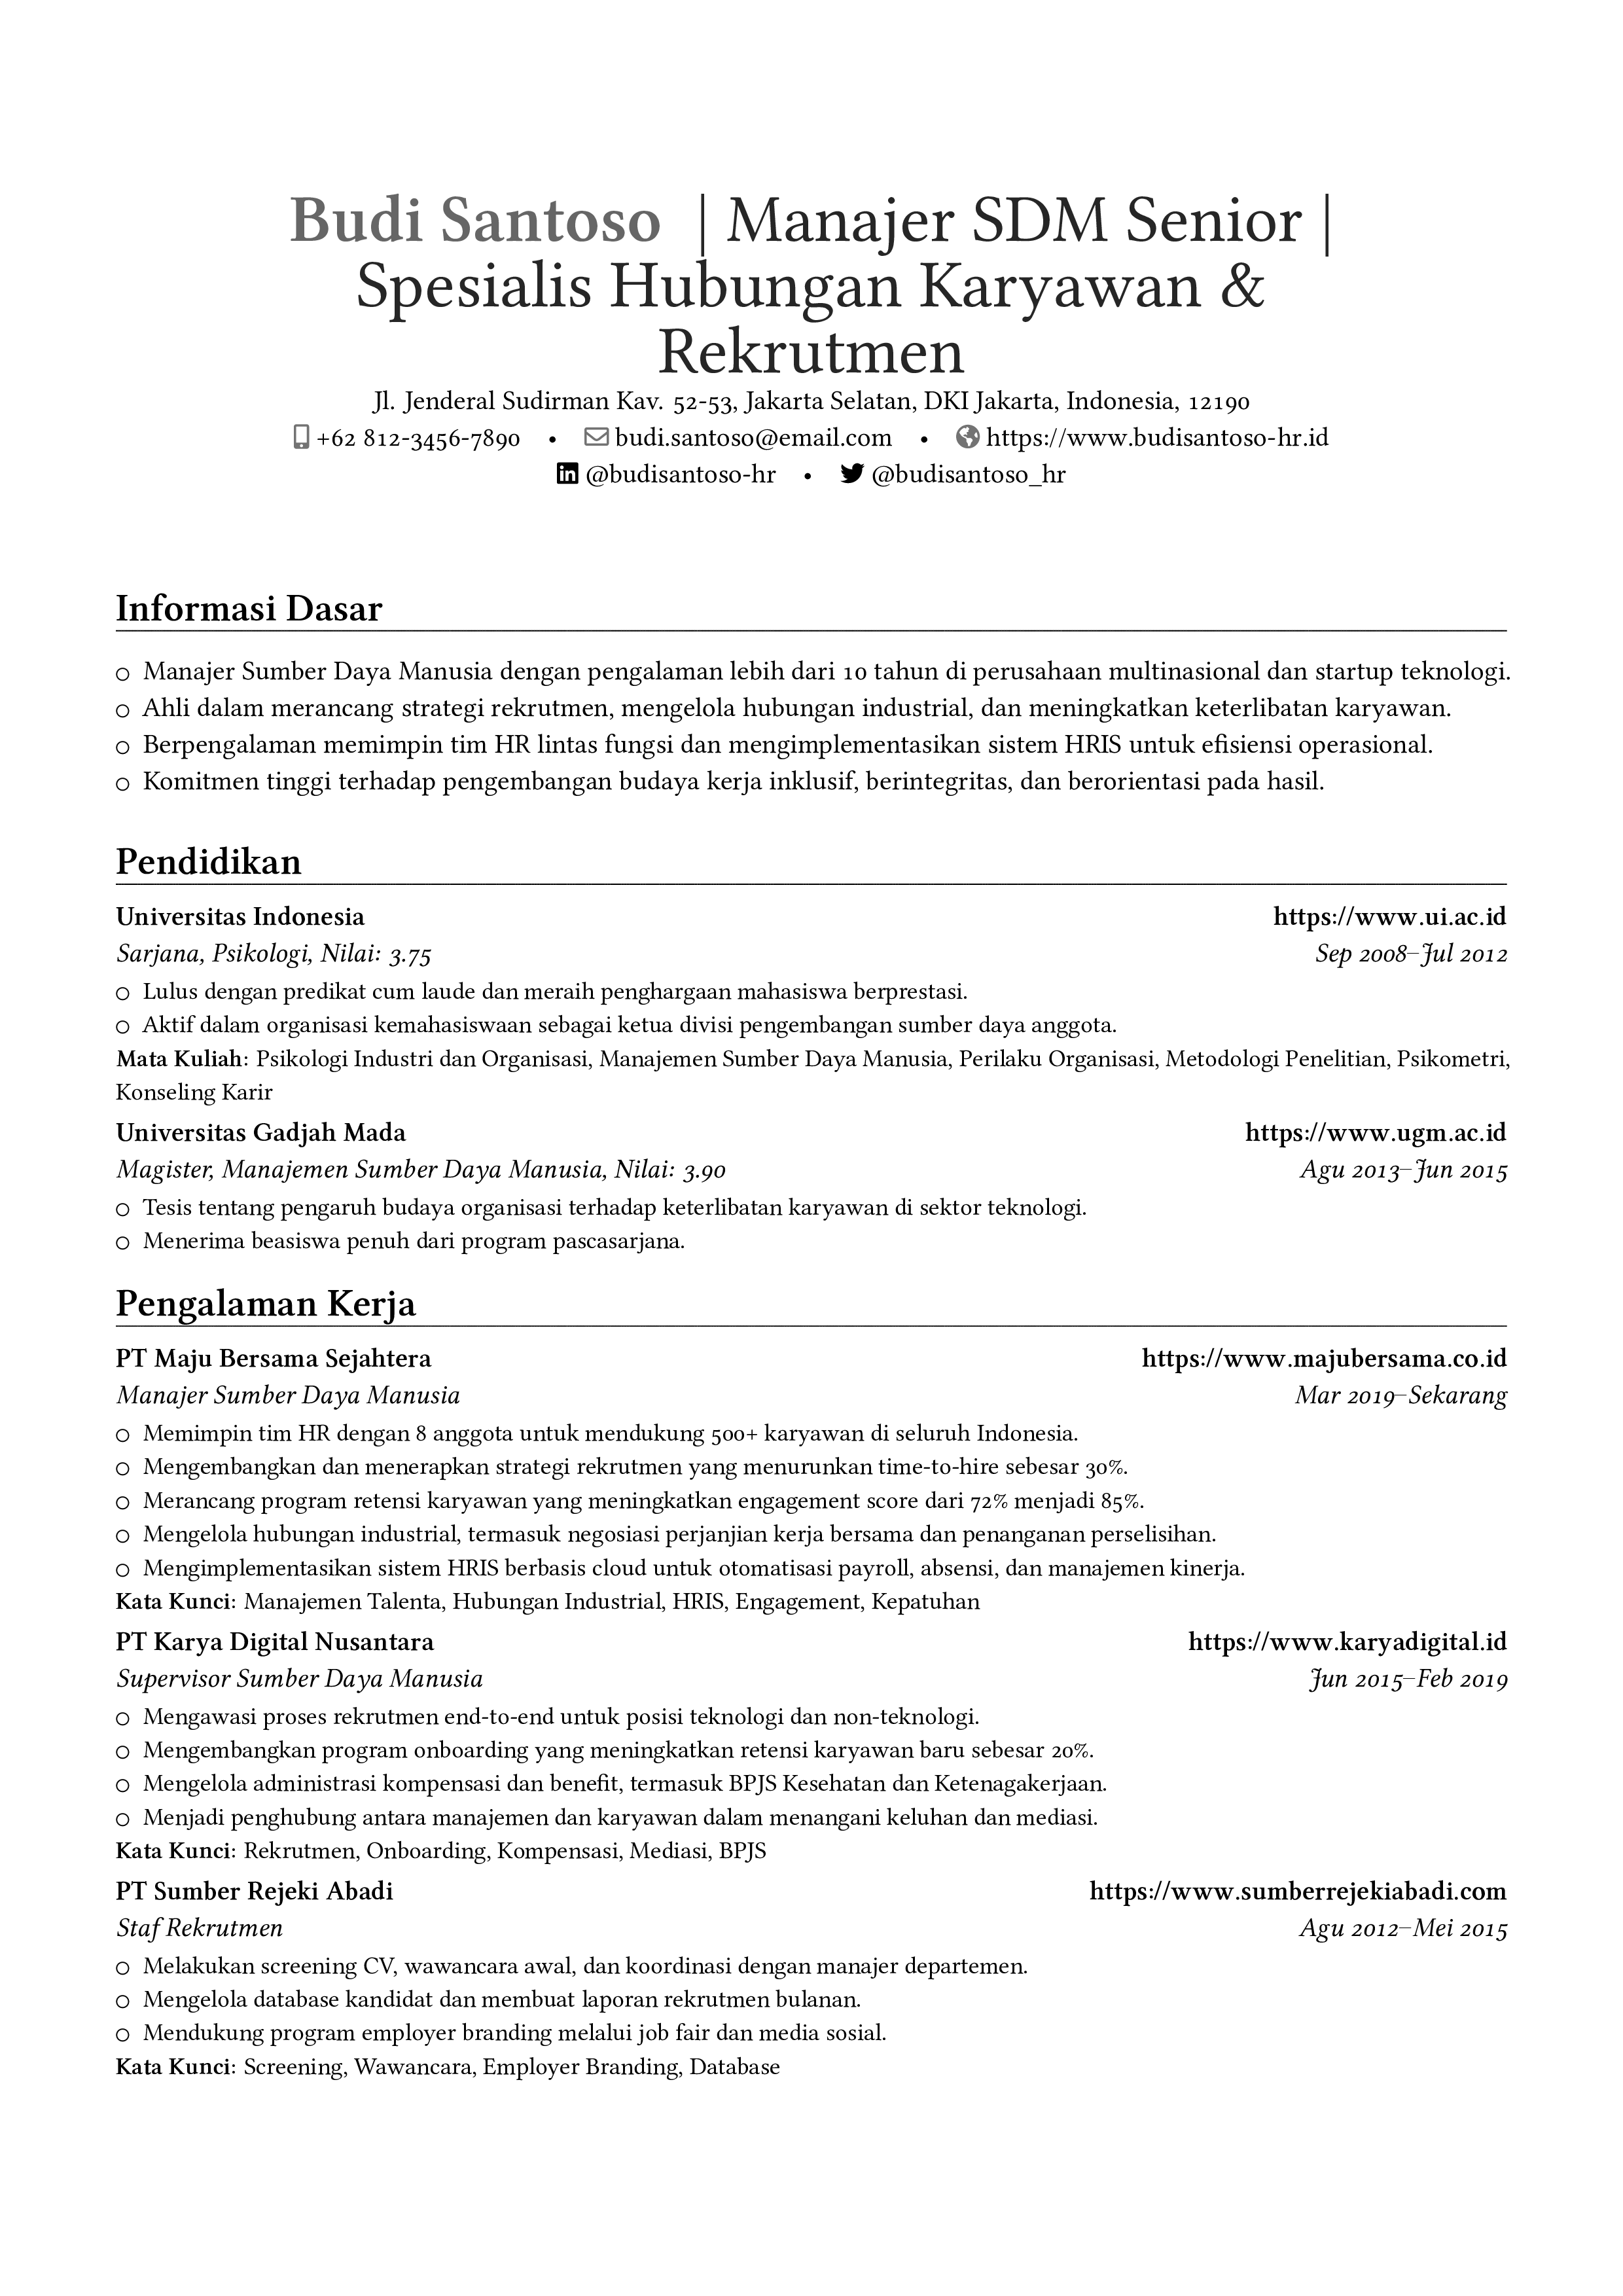 Budi Santoso | Manajer SDM Senior |
Spesialis Hubungan Karyawan &
Rekrutmen
Jl. Jenderal Sudirman Kav. 52-53, Jakarta Selatan, DKI Jakarta, Indonesia, 12190
+62 812-3456-7890 • budi.santoso@email.com • https://www.budisantoso-hr.id
@budisantoso-hr • @budisantoso_hr
Informasi Dasar
○ Manajer Sumber Daya Manusia dengan pengalaman lebih dari 10 tahun di perusahaan multinasional dan startup teknologi.
○ Ahli dalam merancang strategi rekrutmen, mengelola hubungan industrial, dan meningkatkan keterlibatan karyawan.
○ Berpengalaman memimpin tim HR lintas fungsi dan mengimplementasikan sistem HRIS untuk efisiensi operasional.
○ Komitmen tinggi terhadap pengembangan budaya kerja inklusif, berintegritas, dan berorientasi pada hasil.
Pendidikan
Universitas Indonesia https://www.ui.ac.id
Sarjana, Psikologi, Nilai: 3.75 Sep 2008–Jul 2012
○ Lulus dengan predikat cum laude dan meraih penghargaan mahasiswa berprestasi.
○ Aktif dalam organisasi kemahasiswaan sebagai ketua divisi pengembangan sumber daya anggota.
Mata Kuliah: Psikologi Industri dan Organisasi, Manajemen Sumber Daya Manusia, Perilaku Organisasi, Metodologi Penelitian, Psikometri,
Konseling Karir
Universitas Gadjah Mada https://www.ugm.ac.id
Magister, Manajemen Sumber Daya Manusia, Nilai: 3.90 Agu 2013–Jun 2015
○ Tesis tentang pengaruh budaya organisasi terhadap keterlibatan karyawan di sektor teknologi.
○ Menerima beasiswa penuh dari program pascasarjana.
Pengalaman Kerja
PT Maju Bersama Sejahtera https://www.majubersama.co.id
Manajer Sumber Daya Manusia Mar 2019–Sekarang
○ Memimpin tim HR dengan 8 anggota untuk mendukung 500+ karyawan di seluruh Indonesia.
○ Mengembangkan dan menerapkan strategi rekrutmen yang menurunkan time-to-hire sebesar 30%.
○ Merancang program retensi karyawan yang meningkatkan engagement score dari 72% menjadi 85%.
○ Mengelola hubungan industrial, termasuk negosiasi perjanjian kerja bersama dan penanganan perselisihan.
○ Mengimplementasikan sistem HRIS berbasis cloud untuk otomatisasi payroll, absensi, dan manajemen kinerja.
Kata Kunci: Manajemen Talenta, Hubungan Industrial, HRIS, Engagement, Kepatuhan
PT Karya Digital Nusantara https://www.karyadigital.id
Supervisor Sumber Daya Manusia Jun 2015–Feb 2019
○ Mengawasi proses rekrutmen end-to-end untuk posisi teknologi dan non-teknologi.
○ Mengembangkan program onboarding yang meningkatkan retensi karyawan baru sebesar 20%.
○ Mengelola administrasi kompensasi dan benefit, termasuk BPJS Kesehatan dan Ketenagakerjaan.
○ Menjadi penghubung antara manajemen dan karyawan dalam menangani keluhan dan mediasi.
Kata Kunci: Rekrutmen, Onboarding, Kompensasi, Mediasi, BPJS
PT Sumber Rejeki Abadi https://www.sumberrejekiabadi.com
Staf Rekrutmen Agu 2012–Mei 2015
○ Melakukan screening CV, wawancara awal, dan koordinasi dengan manajer departemen.
○ Mengelola database kandidat dan membuat laporan rekrutmen bulanan.
○ Mendukung program employer branding melalui job fair dan media sosial.
Kata Kunci: Screening, Wawancara, Employer Branding, Database